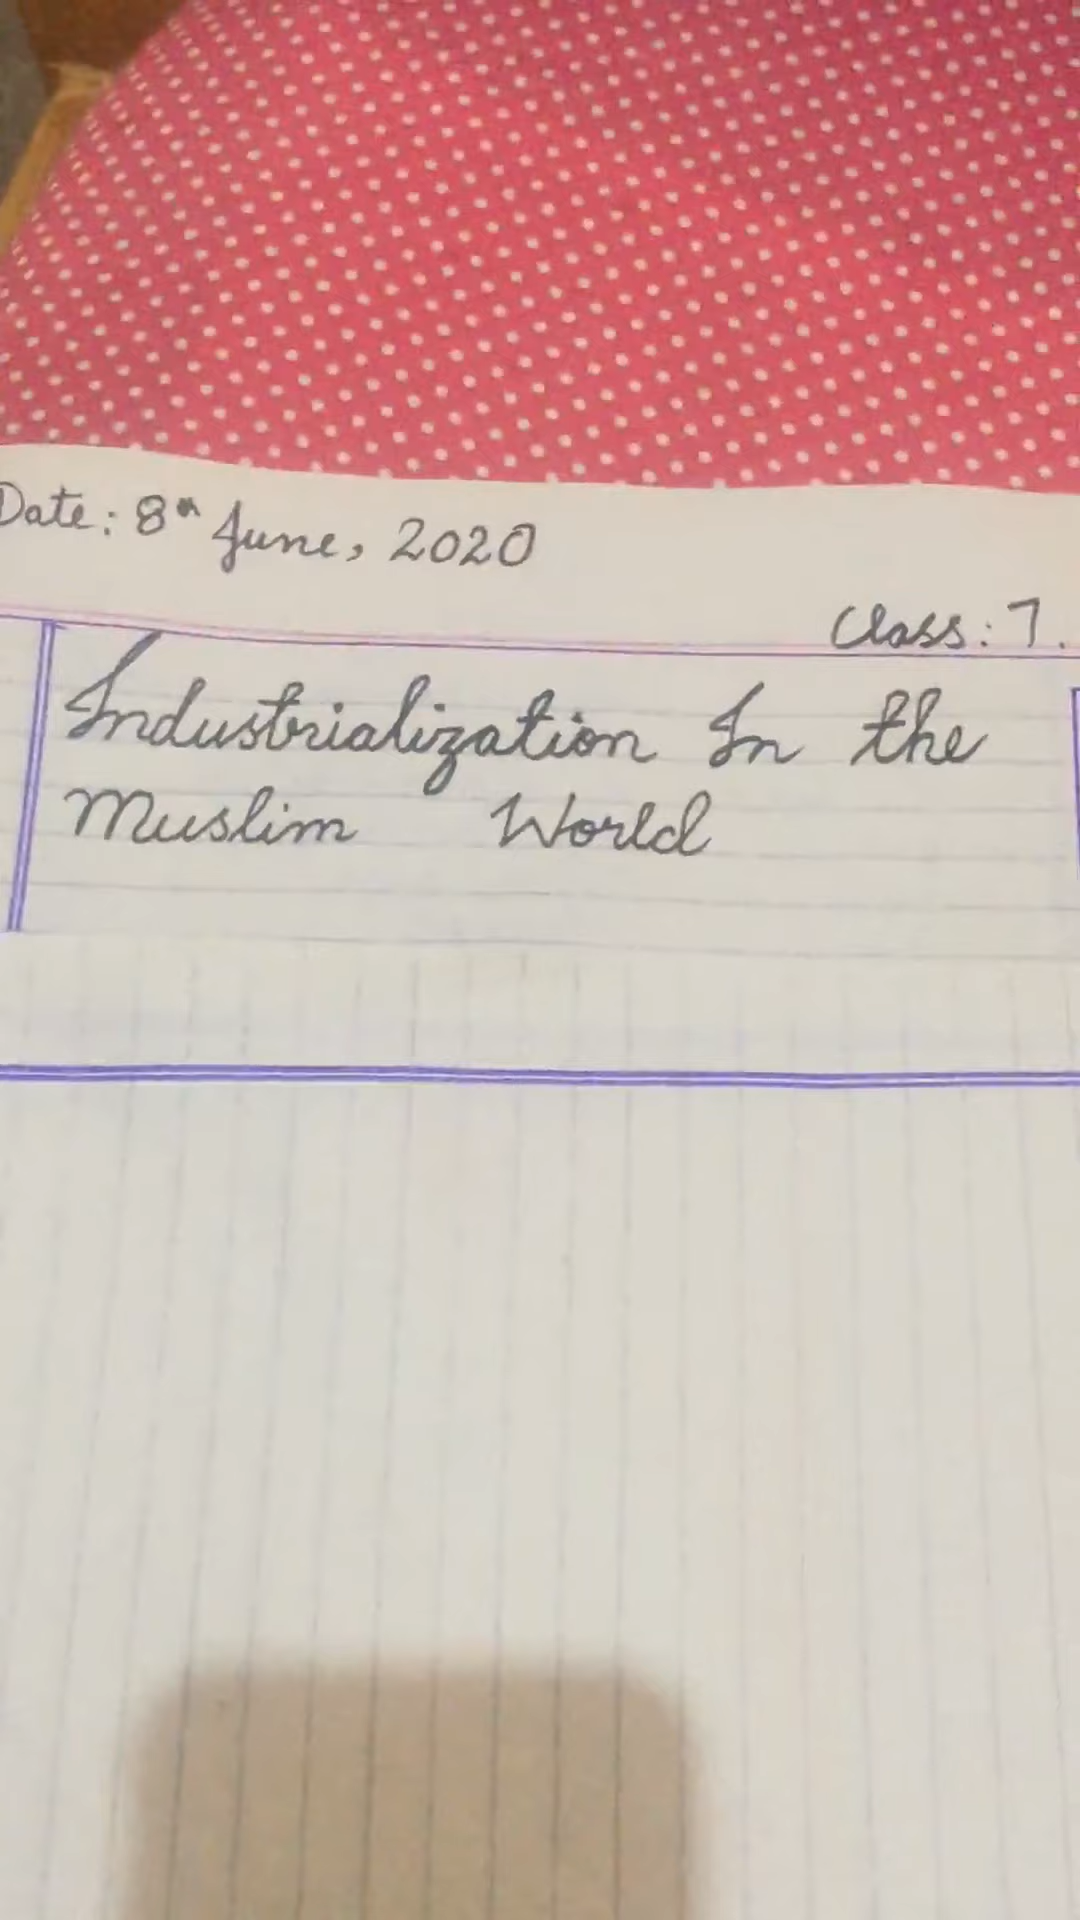 Date: 8th June, 2020
Class: 7.
Industrialization In the
Muslim World